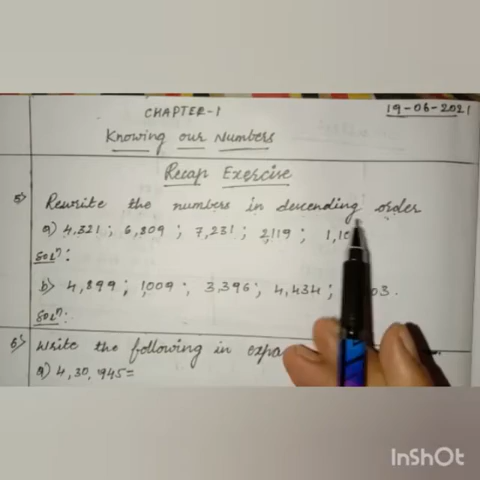 CHAPTER-1
19-06-2021
Knowing our Numbers
Recap Exercise
5) Rewrite the numbers in descending order
a) 4,321 ; 6,809 ; 7,231 ; 2,119 ;
Solⁿ:
b) 4,899 ; 1,009 ; 3,396 ; 4,434 ;
Solⁿ:.
6) Write the following in
a) 4,30,945=
InShOt